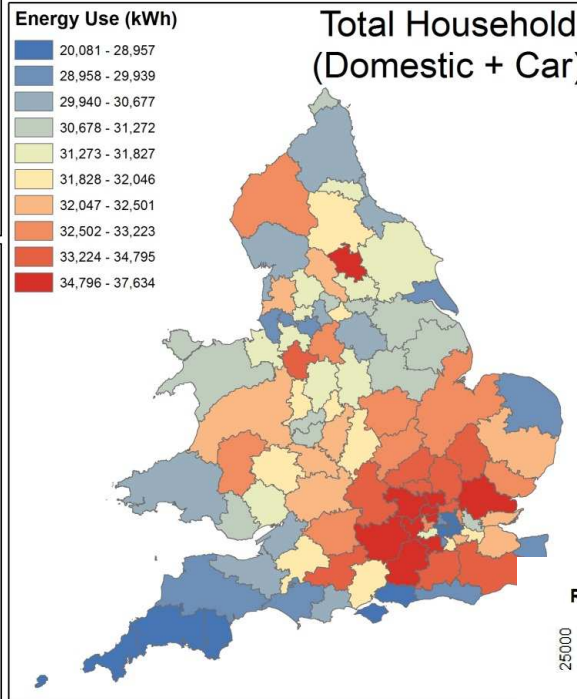 Energy Use (kWh)
20,081 - 28,957
28,958 - 29,939
29,940 - 30,677
30,678 - 31,272
31,273 - 31,827
31,828 - 32,046
32,047 - 32,501
32,502 - 33,223
33,224 - 34,795
34,796 - 37,634
Total Household
(Domestic + Car)
25000